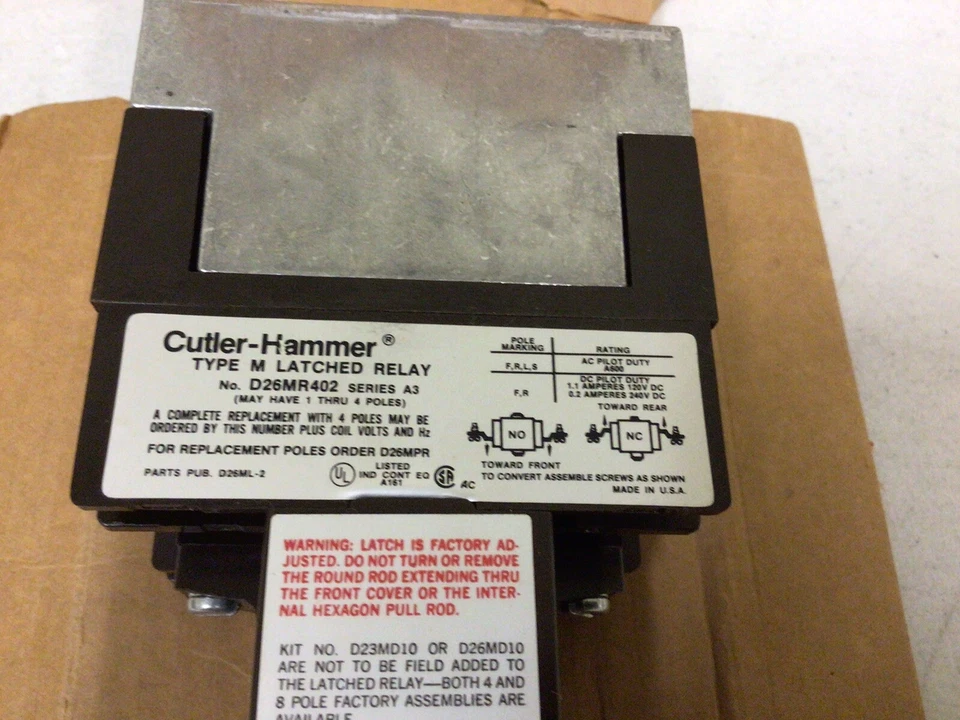 Cutler-Hammer®
TYPE M LATCHED RELAY
No. D26MR402 SERIES A3
(MAY HAVE 1 THRU 4 POLES)
A COMPLETE REPLACEMENT WITH 4 POLES MAY BE
ORDERED BY THIS NUMBER PLUS COIL VOLTS AND Hz
FOR REPLACEMENT POLES ORDER D26MPR
PARTS PUB. D26ML-2
UL
LISTED
IND CONT EQ
A161
SA
AC
POLE
MARKING
RATING
F,R,L,S
AC PILOT DUTY
A600
F,R
DC PILOT DUTY
1.1 AMPERES 120V DC
0.2 AMPERES 240V DC
TOWARD REAR
NO
NC
TOWARD FRONT
TO CONVERT ASSEMBLE SCREWS AS SHOWN
MADE IN U.S.A.
WARNING: LATCH IS FACTORY AD-
JUSTED. DO NOT TURN OR REMOVE
THE ROUND ROD EXTENDING THRU
THE FRONT COVER OR THE INTER-
NAL HEXAGON PULL ROD.
KIT NO. D23MD10 OR D26MD10
ARE NOT TO BE FIELD ADDED TO
THE LATCHED RELAY—BOTH 4 AND
8 POLE FACTORY ASSEMBLIES ARE
AVAILABLE